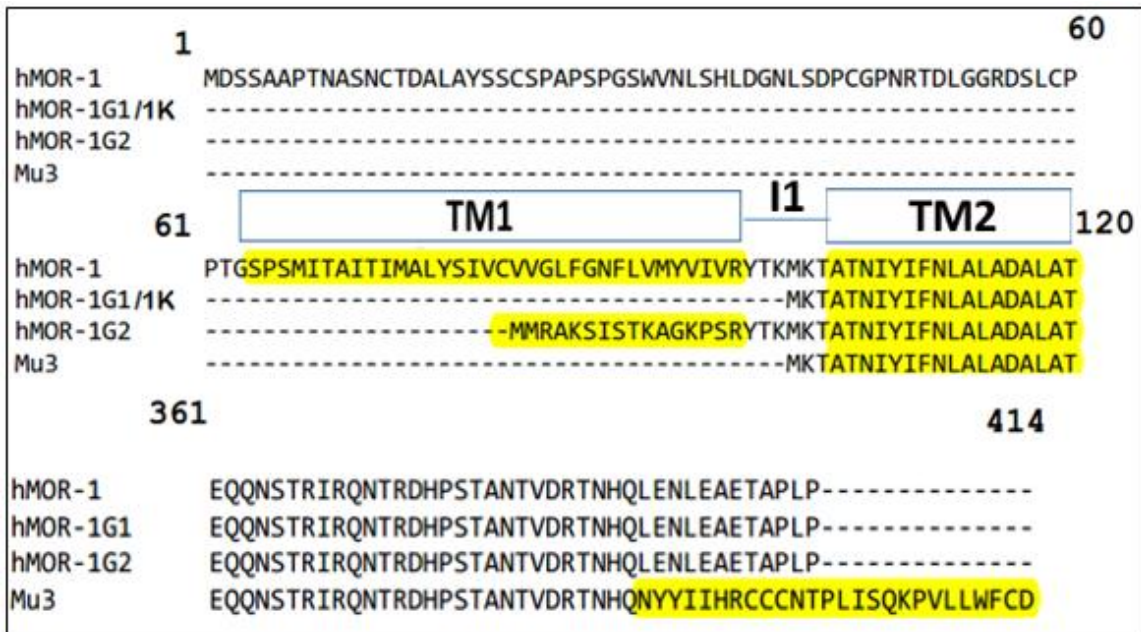 1 60
hMOR-1 MDSSAAPTNASNCTDALAYSSCSPAPSPGSWVNLSHLDGNLSDPCGPNRTDLGGRDSLCP
hMOR-1G1/1K ------------------------------------------------------------
hMOR-1G2 ------------------------------------------------------------
Mu3 ------------------------------------------------------------
61 TM1 I1 TM2 120
hMOR-1 PTGSPSMITAITIMALYSIVCVVGLFGNFLVMYVIVRYTKMKTATNIYIFNLALADALAT
hMOR-1G1/1K ----------------------------------------MKTATNIYIFNLALADALAT
hMOR-1G2 ---------------------MMRAKSISTKAGKPSRYTKMKTATNIYIFNLALADALAT
Mu3 ----------------------------------------MKTATNIYIFNLALADALAT
361 414
hMOR-1 EQQNSTRIRQNTRDHPSTANTVDRTNHQLENLEAETAPLP--------------
hMOR-1G1 EQQNSTRIRQNTRDHPSTANTVDRTNHQLENLEAETAPLP--------------
hMOR-1G2 EQQNSTRIRQNTRDHPSTANTVDRTNHQLENLEAETAPLP--------------
Mu3 EQQNSTRIRQNTRDHPSTANTVDRTNHQNYYIIHRCCCNTPLISQKPVLLWFCD